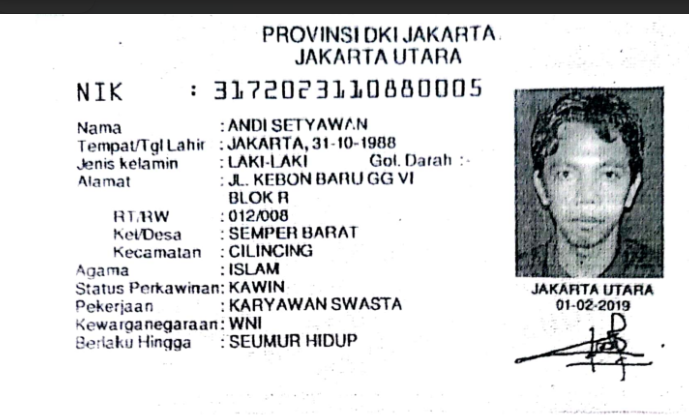 PROVINSI DKI JAKARTA
JAKARTA UTARA
NIK : 3172023110880005
Nama : ANDI SETYAWAN
Tempat/Tgl Lahir : JAKARTA, 31-10-1988
Jenis kelamin : LAKI-LAKI Gol. Darah :-
Alamat : JL. KEBON BARU GG VI
BLOK R
RT/RW : 012/008
Kel/Desa : SEMPER BARAT
Kecamatan : CILINCING
Agama : ISLAM
Status Perkawinan: KAWIN
Pekerjaan : KARYAWAN SWASTA
Kewarganegaraan: WNI
Berlaku Hingga : SEUMUR HIDUP
JAKARTA UTARA
01-02-2019